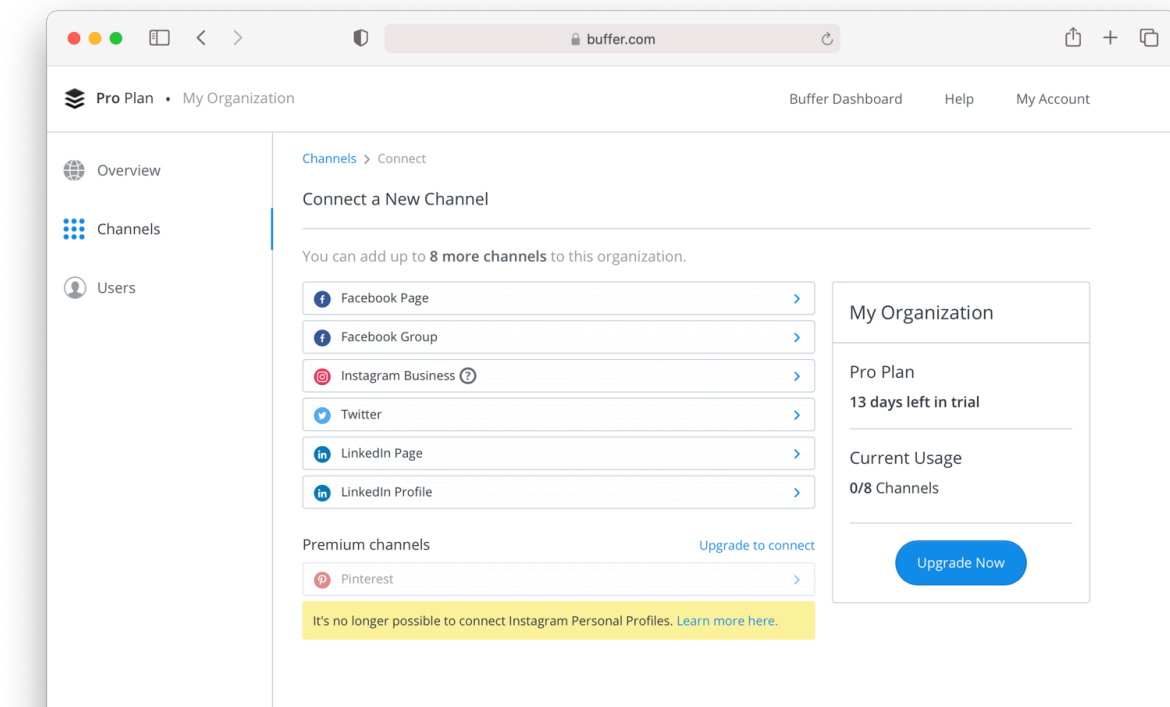 buffer.com
Pro Plan • My Organization
Buffer Dashboard
Help
My Account
Overview
Channels
Users
Channels > Connect
Connect a New Channel
You can add up to 8 more channels to this organization.
Facebook Page
Facebook Group
Instagram Business ?
Twitter
LinkedIn Page
LinkedIn Profile
Premium channels
Upgrade to connect
Pinterest
It's no longer possible to connect Instagram Personal Profiles. Learn more here.
My Organization
Pro Plan
13 days left in trial
Current Usage
0/8 Channels
Upgrade Now